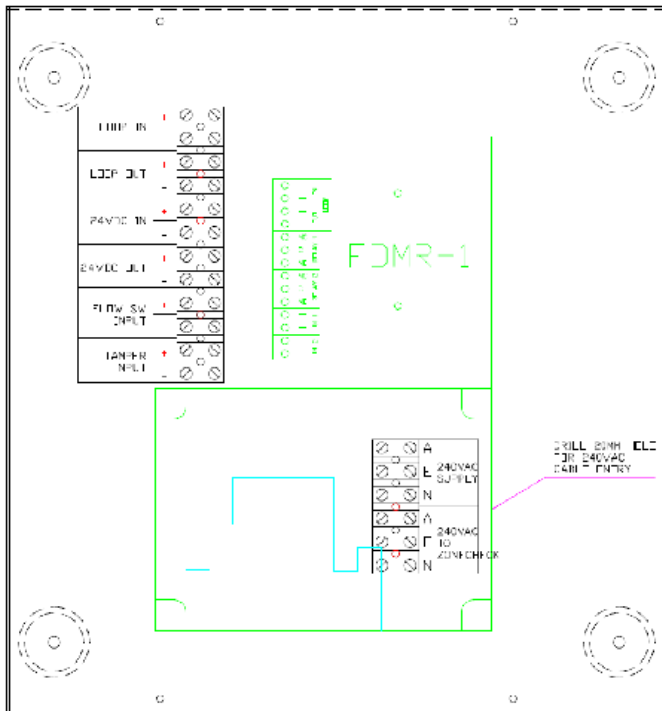 LOOP IN
+
LOOP OUT
+
-
24VDC IN
+
-
24VDC OUT
+
-
FLOW SW
INPUT
+
-
TAMPER
INPUT
+
-
FDMR-1
A
E
N
240VAC
SUPPLY
A
E
N
240VAC
TO
ZONECHECK
DRILL 20MM HOLE
FOR 240VAC
CABLE ENTRY